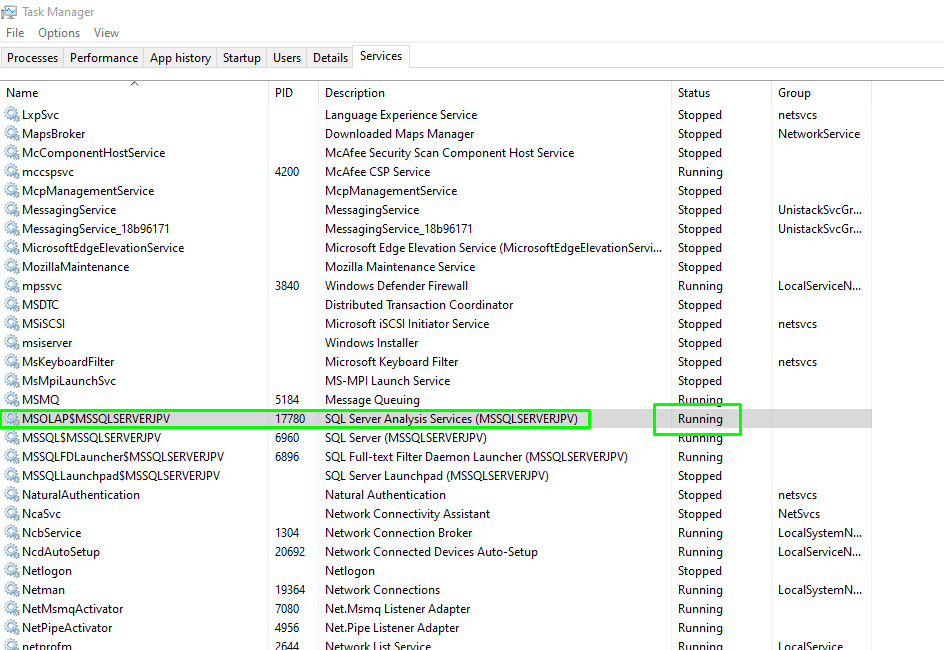 Task Manager
File Options View
Processes Performance App history Startup Users Details Services
Name PID Description Status Group
LxpSvc Language Experience Service Stopped netsvcs
MapsBroker Downloaded Maps Manager Stopped NetworkService
McComponentHostService McAfee Security Scan Component Host Service Stopped
mccspsvc 4200 McAfee CSP Service Running
McpManagementService McpManagementService Stopped
MessagingService MessagingService Stopped UnistackSvcGr...
MessagingService_18b96171 MessagingService_18b96171 Stopped UnistackSvcGr...
MicrosoftEdgeElevationService Microsoft Edge Elevation Service (MicrosoftEdgeElevationServi... Stopped
MozillaMaintenance Mozilla Maintenance Service Stopped
mpssvc 3840 Windows Defender Firewall Running LocalServiceN...
MSDTC Distributed Transaction Coordinator Stopped
MSiSCSI Microsoft iSCSI Initiator Service Stopped netsvcs
msiserver Windows Installer Stopped
MsKeyboardFilter Microsoft Keyboard Filter Stopped netsvcs
MsMpiLaunchSvc MS-MPI Launch Service Stopped
MSMQ 5184 Message Queuing Running
MSOLAP$MSSQLSERVERJPV 17780 SQL Server Analysis Services (MSSQLSERVERJPV) Running
MSSQL$MSSQLSERVERJPV 6960 SQL Server (MSSQLSERVERJPV) Running
MSSQLFDLauncher$MSSQLSERVERJPV 6896 SQL Full-text Filter Daemon Launcher (MSSQLSERVERJPV) Running
MSSQLLaunchpad$MSSQLSERVERJPV SQL Server Launchpad (MSSQLSERVERJPV) Stopped
NaturalAuthentication Natural Authentication Stopped netsvcs
NcaSvc Network Connectivity Assistant Stopped NetSvcs
NcbService 1304 Network Connection Broker Running LocalSystemN...
NcdAutoSetup 20692 Network Connected Devices Auto-Setup Running LocalServiceN...
Netlogon Netlogon Stopped
Netman 19364 Network Connections Running LocalSystemN...
NetMsmqActivator 7080 Net.Msmq Listener Adapter Running
NetPipeActivator 4956 Net.Pipe Listener Adapter Running
netprofm 2644 Network List Service Running LocalService